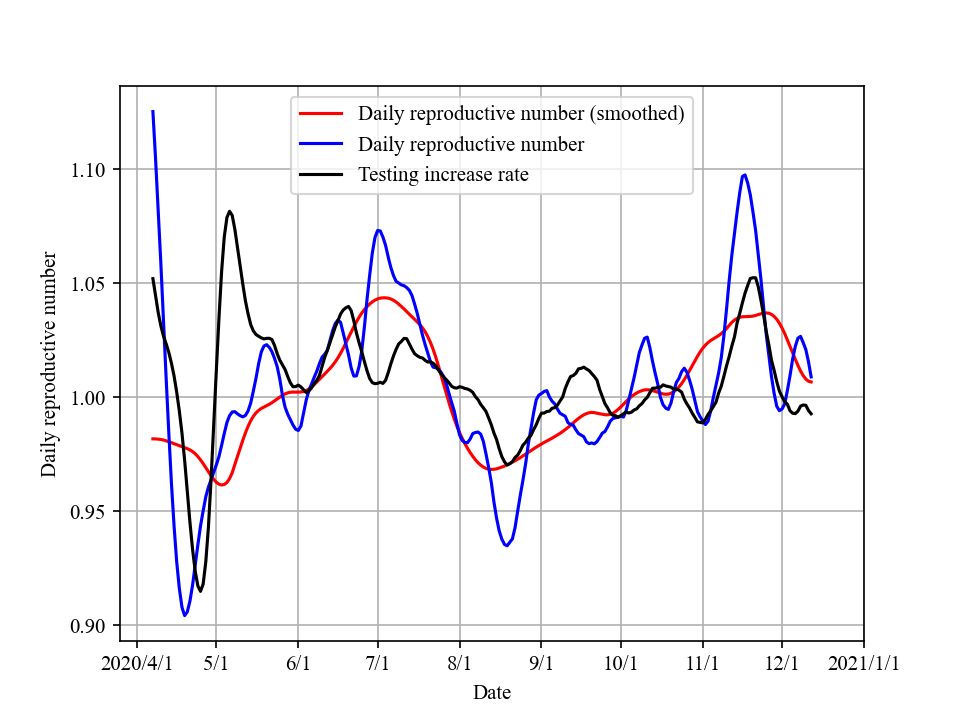 Daily reproductive number (smoothed)
Daily reproductive number
Testing increase rate
Daily reproductive number
1.10
1.05
1.00
0.95
0.90
2020/4/1 5/1 6/1 7/1 8/1 9/1 10/1 11/1 12/1 2021/1/1
Date